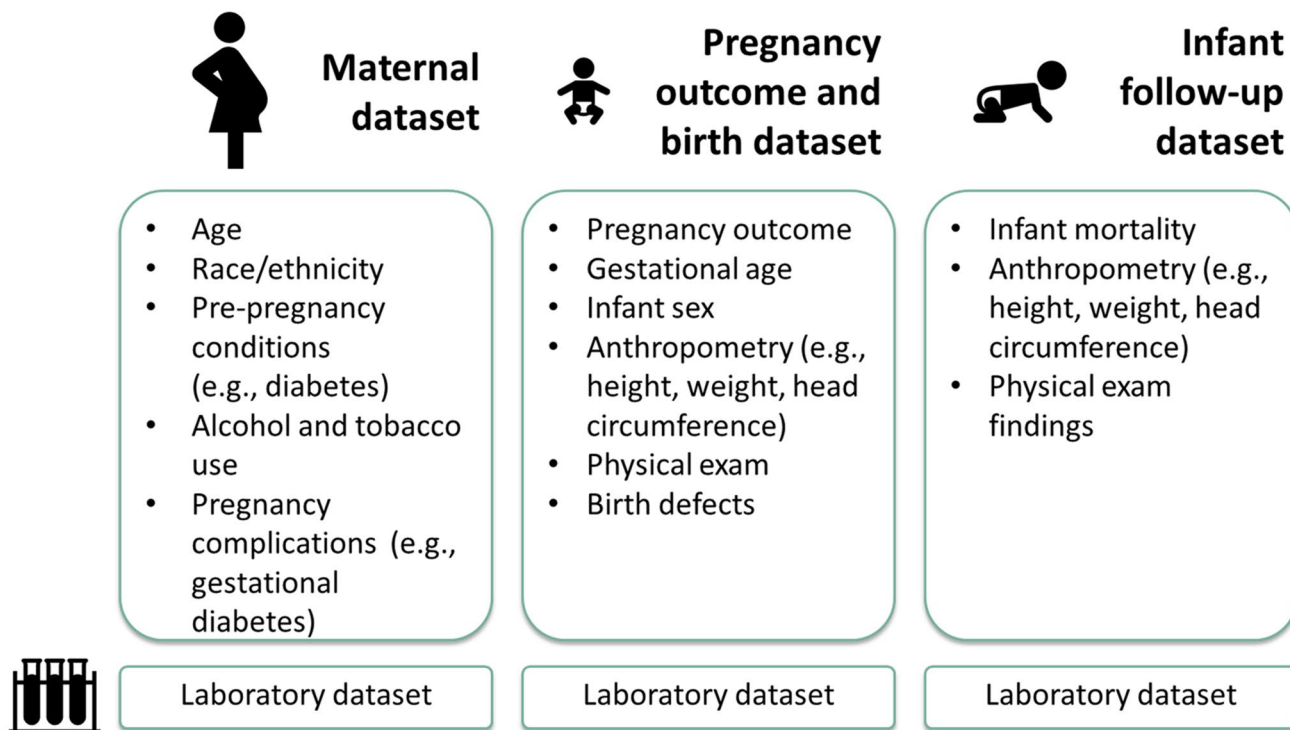 Maternal
dataset
Pregnancy
outcome and
birth dataset
Infant
follow-up
dataset
• Age
• Race/ethnicity
• Pre-pregnancy
conditions
(e.g., diabetes)
• Alcohol and tobacco
use
• Pregnancy
complications (e.g.,
gestational
diabetes)
• Pregnancy outcome
• Gestational age
• Infant sex
• Anthropometry (e.g.,
height, weight, head
circumference)
• Physical exam
• Birth defects
• Infant mortality
• Anthropometry (e.g.,
height, weight, head
circumference)
• Physical exam
findings
Laboratory dataset
Laboratory dataset
Laboratory dataset